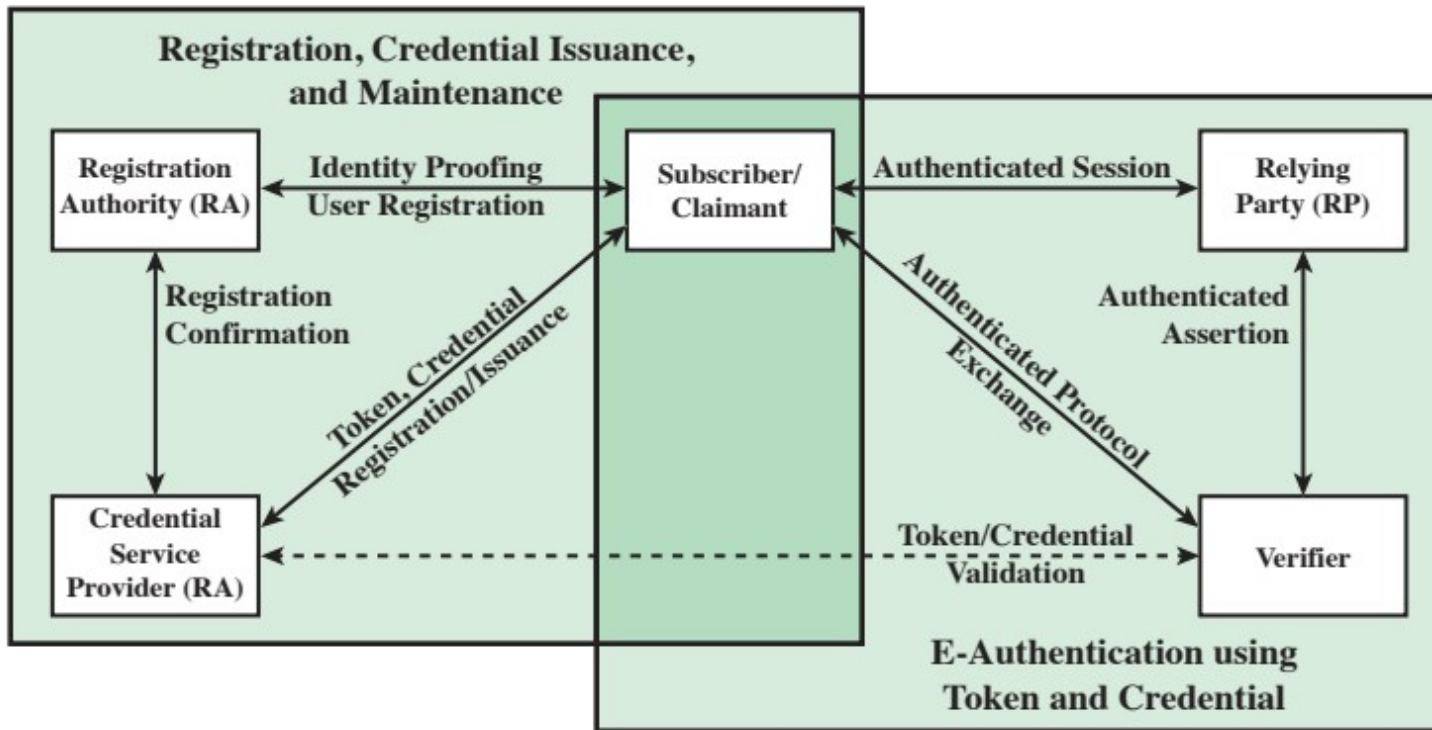 Registration, Credential Issuance,
and Maintenance
Registration
Authority (RA)
Identity Proofing
User Registration
Subscriber/
Claimant
Authenticated Session
Relying
Party (RP)
Registration
Confirmation
Token, Credential
Registration/Issuance
Authenticated Protocol
Exchange
Authenticated
Assertion
Credential
Service
Provider (RA)
Token/Credential
Validation
Verifier
E-Authentication using
Token and Credential